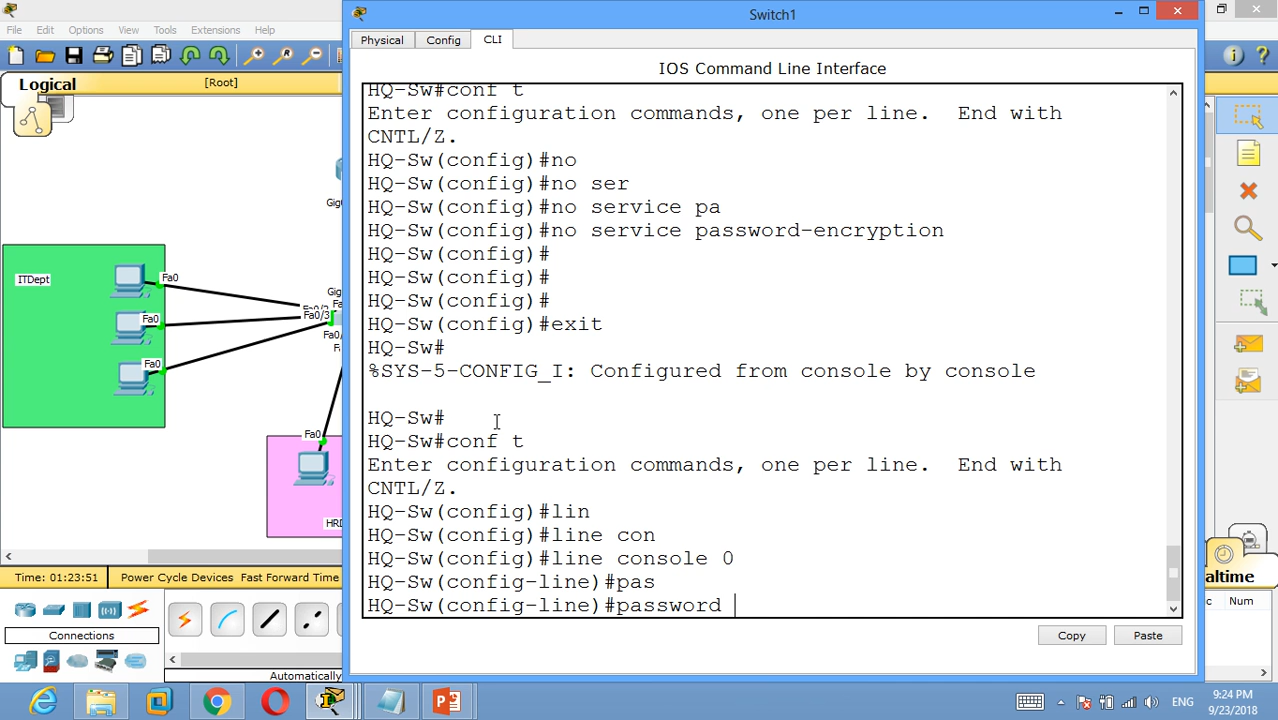 Switch1
File Edit Options View Tools Extensions Help
Physical Config CLI
Logical
[Root]
IOS Command Line Interface
HQ-Sw#conf t
Enter configuration commands, one per line.  End with
CNTL/Z.
HQ-Sw(config)#no
HQ-Sw(config)#no ser
HQ-Sw(config)#no service pa
HQ-Sw(config)#no service password-encryption
HQ-Sw(config)#
HQ-Sw(config)#
HQ-Sw(config)#
HQ-Sw(config)#exit
HQ-Sw#
%SYS-5-CONFIG_I: Configured from console by console
HQ-Sw#
HQ-Sw#conf t
Enter configuration commands, one per line.  End with
CNTL/Z.
HQ-Sw(config)#lin
HQ-Sw(config)#line con
HQ-Sw(config)#line console 0
HQ-Sw(config-line)#pas
HQ-Sw(config-line)#password
Copy Paste
ITDept
Fa0
Fa0
Fa0
Fa0/3
Fa0
HRD
Time: 01:23:51 Power Cycle Devices Fast Forward Time
altime
Connections
Automatically
c Num
ENG
9:24 PM
9/23/2018